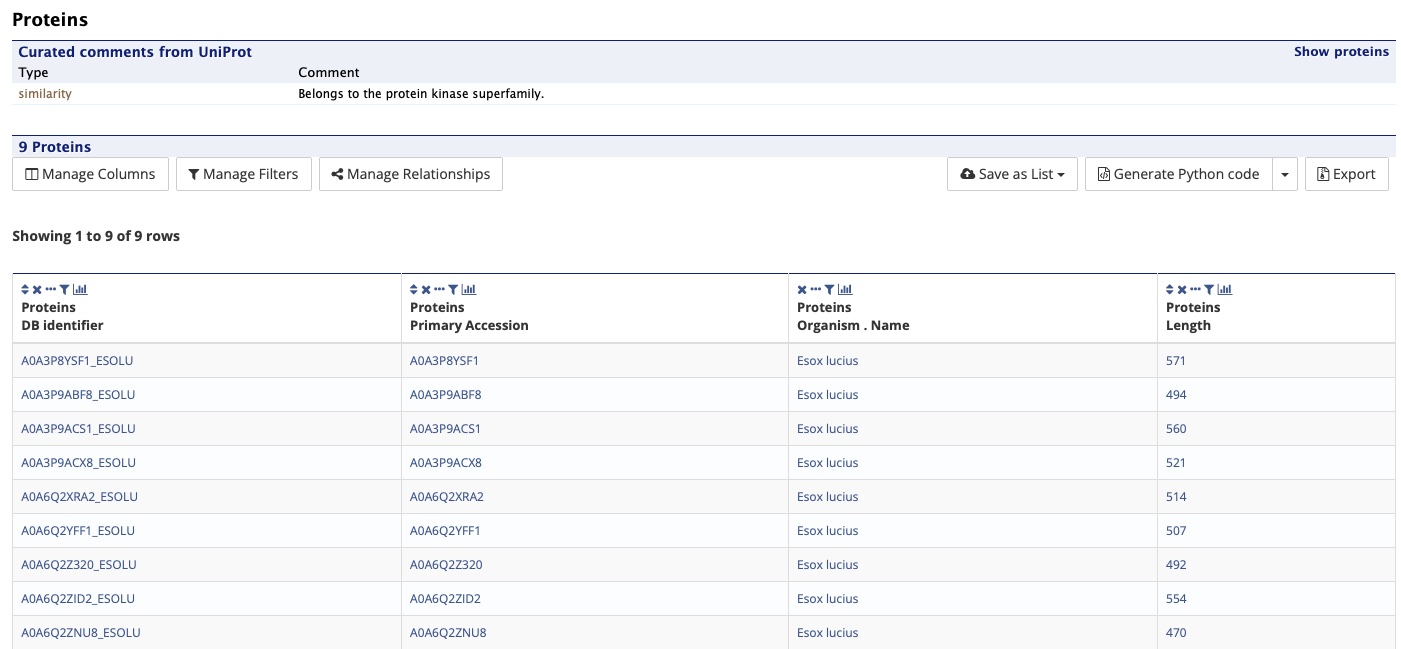 Proteins
Curated comments from UniProt Show proteins
Type Comment
similarity Belongs to the protein kinase superfamily.
9 Proteins
Manage Columns Manage Filters Manage Relationships Save as List Generate Python code Export
Showing 1 to 9 of 9 rows
Proteins Proteins Proteins Proteins
DB identifier Primary Accession Organism . Name Length
A0A3P8YSF1_ESOLU A0A3P8YSF1 Esox lucius 571
A0A3P9ABF8_ESOLU A0A3P9ABF8 Esox lucius 494
A0A3P9ACS1_ESOLU A0A3P9ACS1 Esox lucius 560
A0A3P9ACX8_ESOLU A0A3P9ACX8 Esox lucius 521
A0A6Q2XRA2_ESOLU A0A6Q2XRA2 Esox lucius 514
A0A6Q2YFF1_ESOLU A0A6Q2YFF1 Esox lucius 507
A0A6Q2Z320_ESOLU A0A6Q2Z320 Esox lucius 492
A0A6Q2ZID2_ESOLU A0A6Q2ZID2 Esox lucius 554
A0A6Q2ZNU8_ESOLU A0A6Q2ZNU8 Esox lucius 470